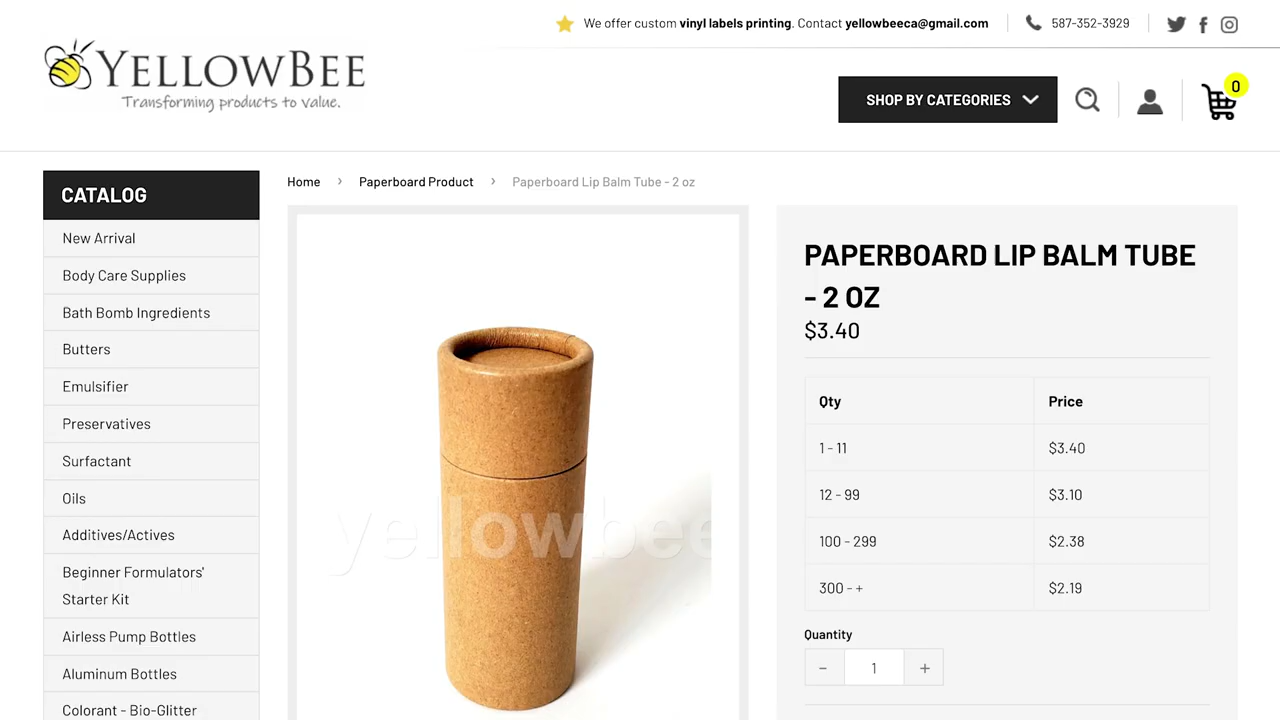 We offer custom vinyl labels printing. Contact yellowbeeca@gmail.com
587-352-3929
YELLOWBEE
Transforming products to value.
SHOP BY CATEGORIES
0
CATALOG
New Arrival
Body Care Supplies
Bath Bomb Ingredients
Butters
Emulsifier
Preservatives
Surfactant
Oils
Additives/Actives
Beginner Formulators'
Starter Kit
Airless Pump Bottles
Aluminum Bottles
Colorant - Bio-Glitter
Home › Paperboard Product › Paperboard Lip Balm Tube - 2 oz
yellowbee
PAPERBOARD LIP BALM TUBE
- 2 OZ
$3.40
Qty Price
1 - 11 $3.40
12 - 99 $3.10
100 - 299 $2.38
300 - + $2.19
Quantity
- 1 +